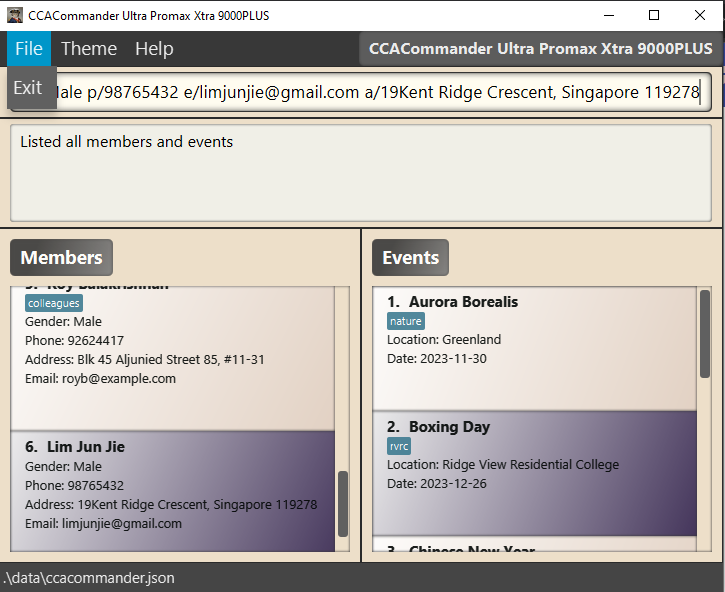 CCACommander Ultra Promax Xtra 9000PLUS
File Theme Help CCACommander Ultra Promax Xtra 9000PLUS
Exit
p/98765432 e/limjunjie@gmail.com a/19Kent Ridge Crescent, Singapore 119278
Listed all members and events
Members
5. Roy Balakrishnan
colleagues
Gender: Male
Phone: 92624417
Address: Blk 45 Aljunied Street 85, #11-31
Email: royb@example.com
6. Lim Jun Jie
Gender: Male
Phone: 98765432
Address: 19Kent Ridge Crescent, Singapore 119278
Email: limjunjie@gmail.com
Events
1. Aurora Borealis
nature
Location: Greenland
Date: 2023-11-30
2. Boxing Day
rvrc
Location: Ridge View Residential College
Date: 2023-12-26
3. Chinese New Year
.\data\ccacommander.json